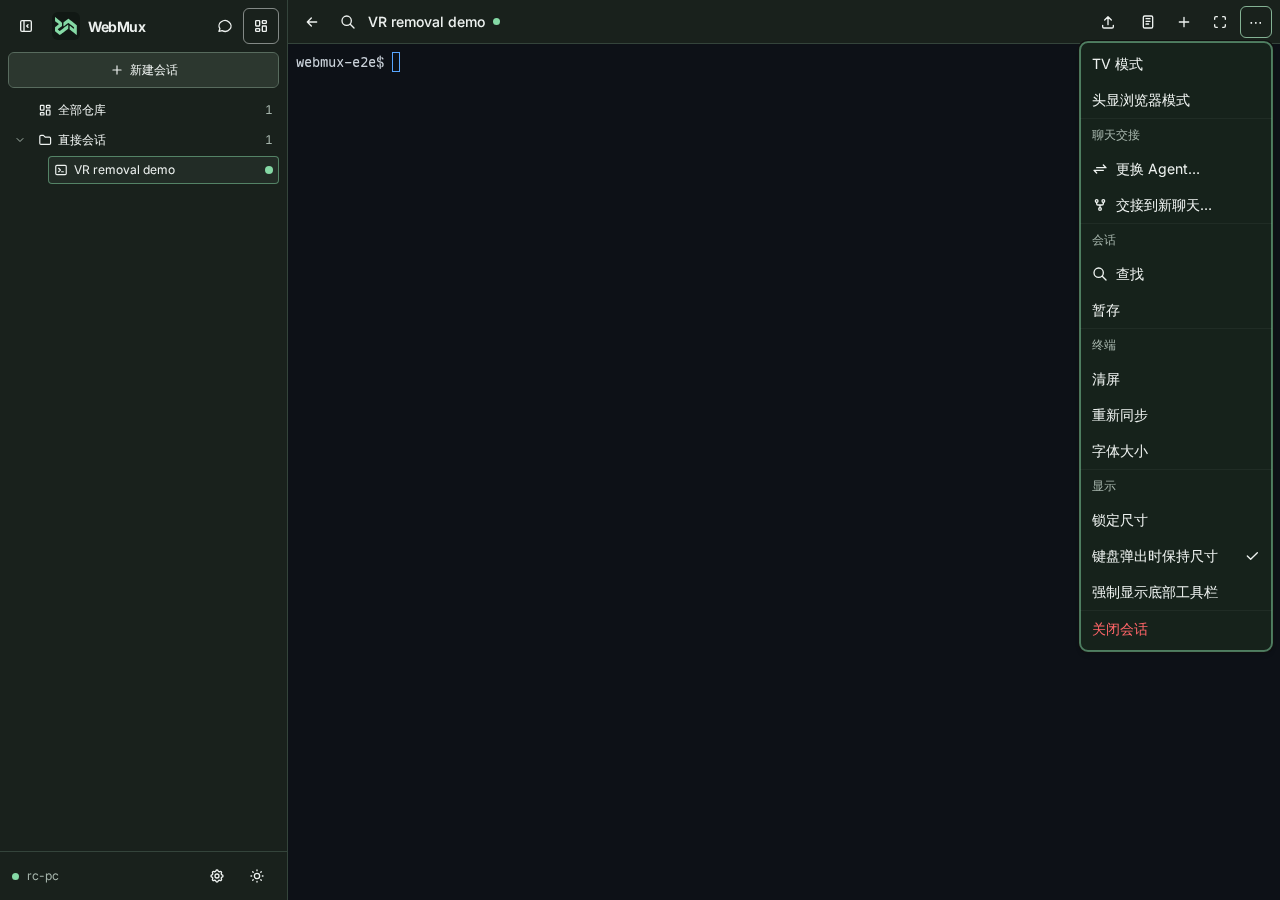 WebMux
新建会话
全部仓库 1
直接会话 1
VR removal demo
rc-pc
VR removal demo
webmux-e2e$
TV 模式
头显浏览器模式
聊天交接
更换 Agent...
交接到新聊天...
会话
查找
暂存
终端
清屏
重新同步
字体大小
显示
锁定尺寸
键盘弹出时保持尺寸
强制显示底部工具栏
关闭会话